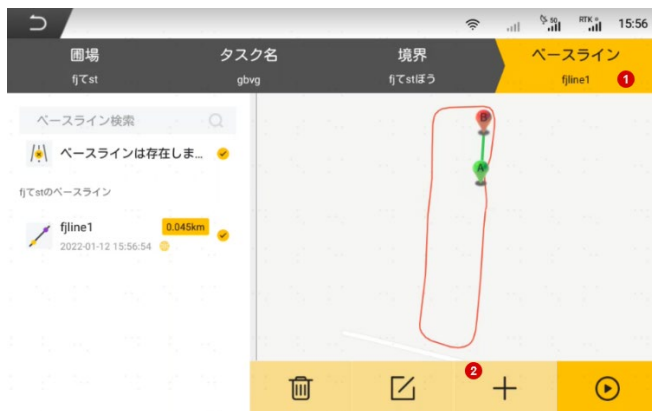 50
RTK
15:56
圃場
fjてst
タスク名
gbvg
境界
fjてstぼう
ベースライン
fjline1
1
ベースライン検索
ベースラインは存在しま...
fjてstのベースライン
fjline1
0.045km
2022-01-12 15:56:54
B
A
2